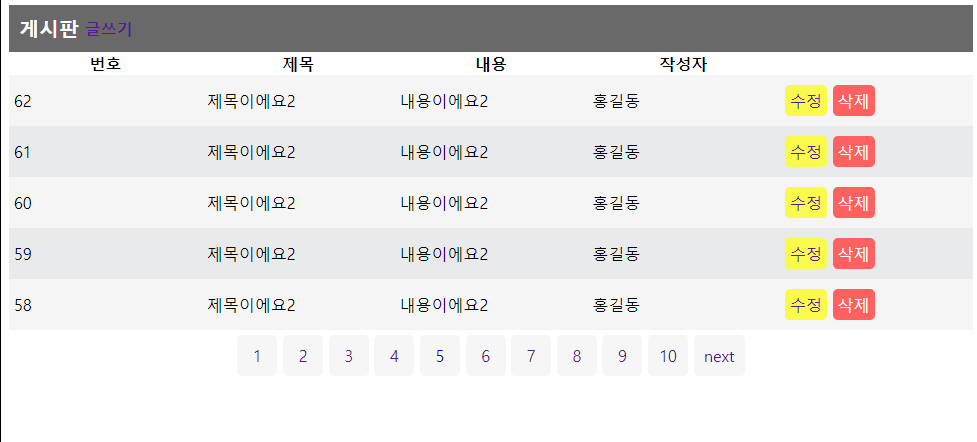 게시판 글쓰기
번호 제목 내용 작성자
62 제목이에요2 내용이에요2 홍길동 수정 삭제
61 제목이에요2 내용이에요2 홍길동 수정 삭제
60 제목이에요2 내용이에요2 홍길동 수정 삭제
59 제목이에요2 내용이에요2 홍길동 수정 삭제
58 제목이에요2 내용이에요2 홍길동 수정 삭제
1 2 3 4 5 6 7 8 9 10 next